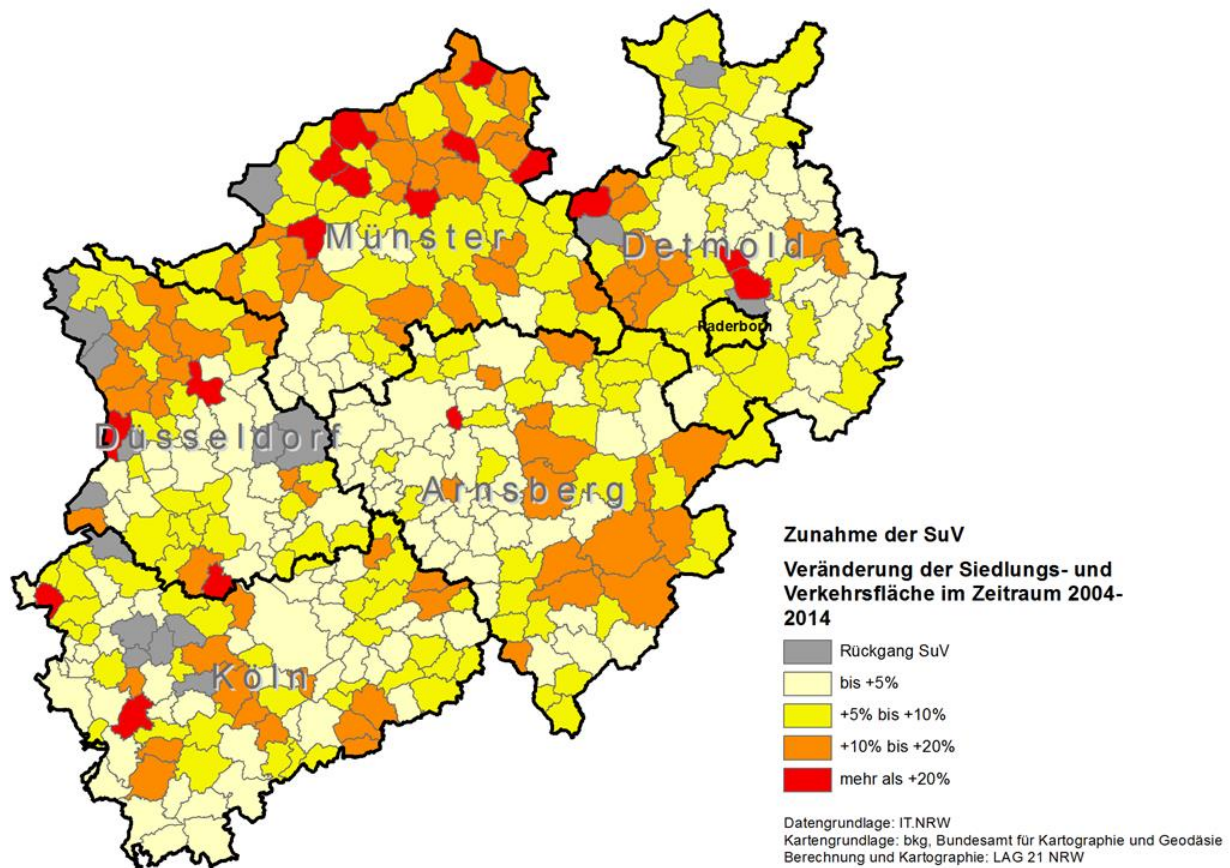 Münster
Detmold
Paderborn
Düsseldorf
Arnsberg
Köln
Zunahme der SuV
Veränderung der Siedlungs- und
Verkehrsfläche im Zeitraum 2004-
2014
Rückgang SuV
bis +5%
+5% bis +10%
+10% bis +20%
mehr als +20%
Datengrundlage: IT.NRW
Kartengrundlage: bkg, Bundesamt für Kartographie und Geodäsie
Berechnung und Kartographie: LAG 21 NRW